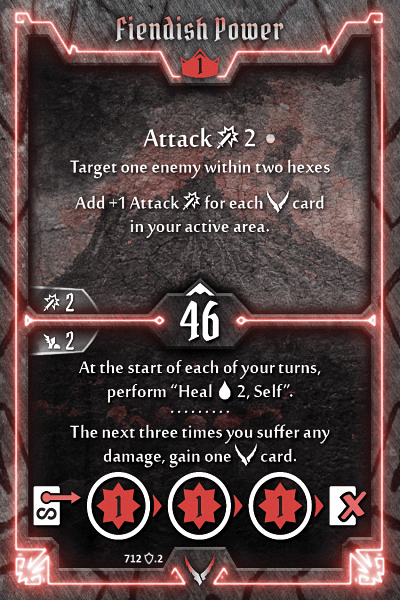 Fiendish Power
1
Attack 2
Target one enemy within two hexes
Add +1 Attack for each card
in your active area.
2
46
2
At the start of each of your turns,
perform “Heal 2, Self”.
The next three times you suffer any
damage, gain one card.
1 1 1
712 .2